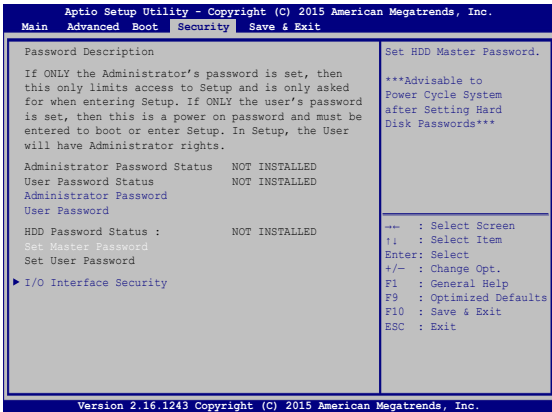 Aptio Setup Utility - Copyright (C) 2015 American Megatrends, Inc.
Main Advanced Boot Security Save & Exit
Password Description
If ONLY the Administrator's password is set, then
this only limits access to Setup and is only asked
for when entering Setup. If ONLY the user's password
is set, then this is a power on password and must be
entered to boot or enter Setup. In Setup, the User
will have Administrator rights.
Administrator Password Status NOT INSTALLED
User Password Status NOT INSTALLED
Administrator Password
User Password
HDD Password Status : NOT INSTALLED
Set Master Password
Set User Password
I/O Interface Security
Set HDD Master Password.
***Advisable to
Power Cycle System
after Setting Hard
Disk Passwords***
→← : Select Screen
↑↓ : Select Item
Enter: Select
+/— : Change Opt.
F1 : General Help
F9 : Optimized Defaults
F10 : Save & Exit
ESC : Exit
Version 2.16.1243 Copyright (C) 2015 American Megatrends, Inc.